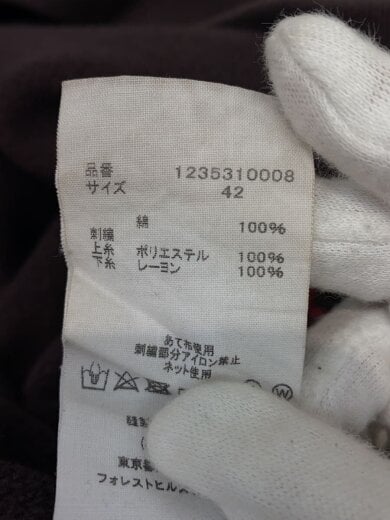 品番 1235310008
サイズ 42
綿 100%
刺繍
上糸 ポリエステル 100%
下糸 レーヨン 100%
あて布使用
刺繍部分アイロン禁止
ネット使用
W
縫製
(
東京都
フォレストヒルズ